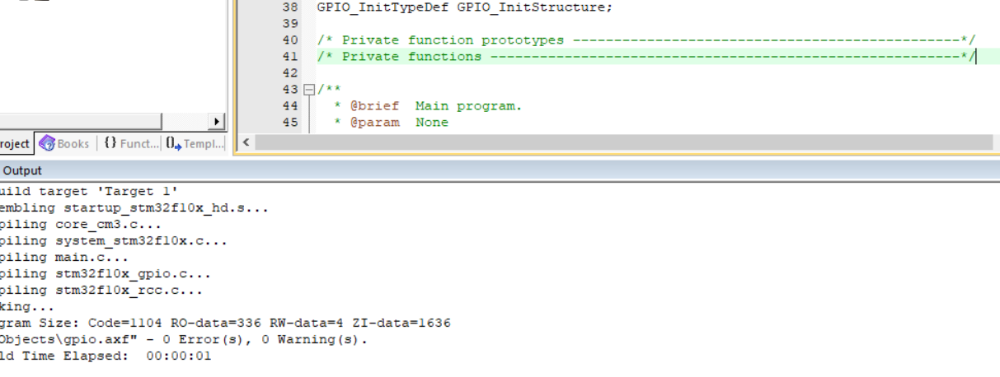 38 GPIO_InitTypeDef GPIO_InitStructure;
39
40 /* Private function prototypes -----------------------------------------------*/
41 /* Private functions ---------------------------------------------------------*/
42
43 /**
44 * @brief Main program.
45 * @param None
roject Books {} Funct... Templ...
Output
uild target 'Target 1'
embling startup_stm32f10x_hd.s...
piling core_cm3.c...
piling system_stm32f10x.c...
piling main.c...
piling stm32f10x_gpio.c...
piling stm32f10x_rcc.c...
king...
gram Size: Code=1104 RO-data=336 RW-data=4 ZI-data=1636
Objects\gpio.axf" - 0 Error(s), 0 Warning(s).
ld Time Elapsed: 00:00:01